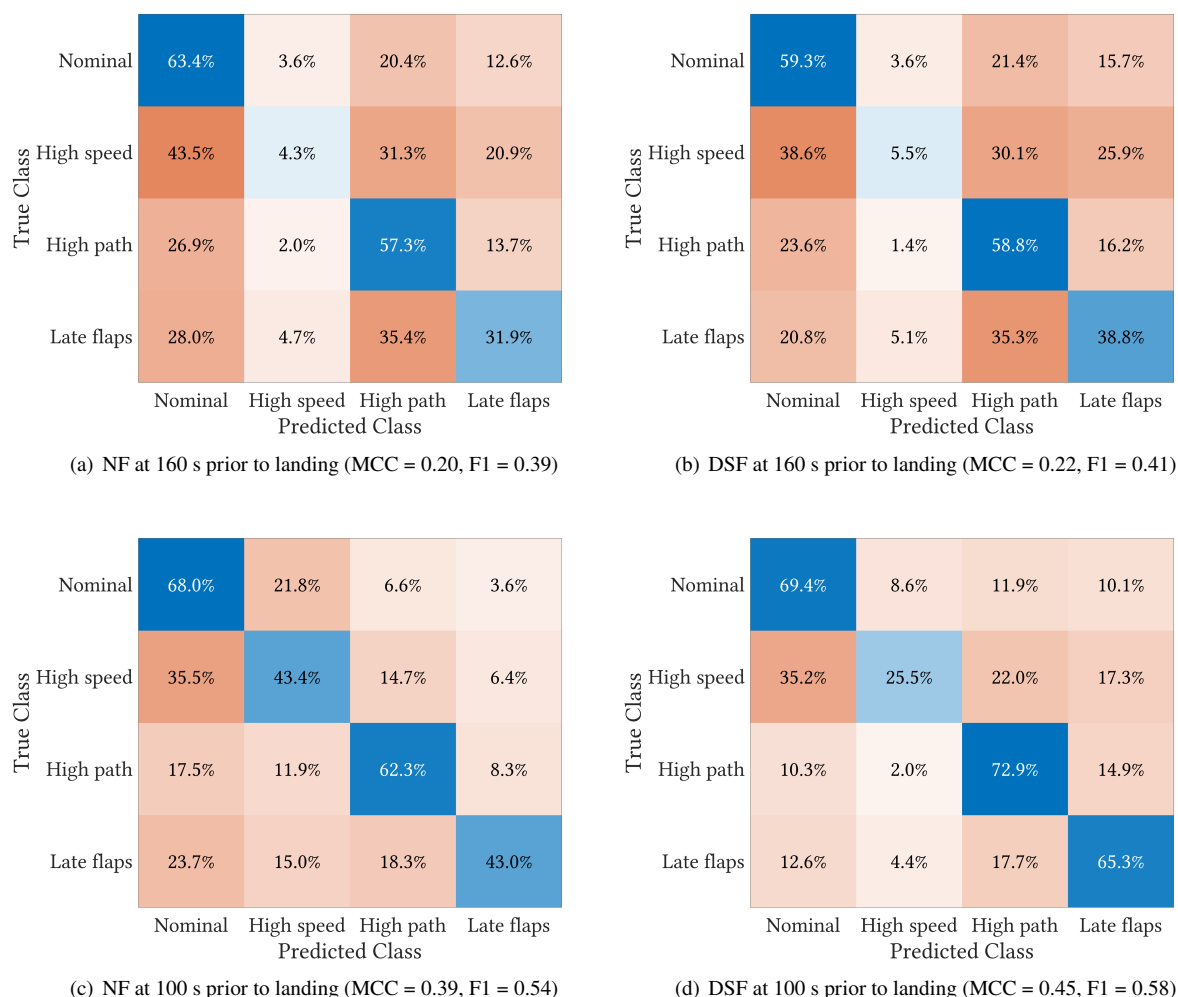 Nominal 63.4% 3.6% 20.4% 12.6%
High speed 43.5% 4.3% 31.3% 20.9%
High path 26.9% 2.0% 57.3% 13.7%
Late flaps 28.0% 4.7% 35.4% 31.9%
True Class
Nominal High speed High path Late flaps
Predicted Class
(a) NF at 160 s prior to landing (MCC = 0.20, F1 = 0.39)
Nominal 59.3% 3.6% 21.4% 15.7%
High speed 38.6% 5.5% 30.1% 25.9%
High path 23.6% 1.4% 58.8% 16.2%
Late flaps 20.8% 5.1% 35.3% 38.8%
True Class
Nominal High speed High path Late flaps
Predicted Class
(b) DSF at 160 s prior to landing (MCC = 0.22, F1 = 0.41)
Nominal 68.0% 21.8% 6.6% 3.6%
High speed 35.5% 43.4% 14.7% 6.4%
High path 17.5% 11.9% 62.3% 8.3%
Late flaps 23.7% 15.0% 18.3% 43.0%
True Class
Nominal High speed High path Late flaps
Predicted Class
(c) NF at 100 s prior to landing (MCC = 0.39, F1 = 0.54)
Nominal 69.4% 8.6% 11.9% 10.1%
High speed 35.2% 25.5% 22.0% 17.3%
High path 10.3% 2.0% 72.9% 14.9%
Late flaps 12.6% 4.4% 17.7% 65.3%
True Class
Nominal High speed High path Late flaps
Predicted Class
(d) DSF at 100 s prior to landing (MCC = 0.45, F1 = 0.58)